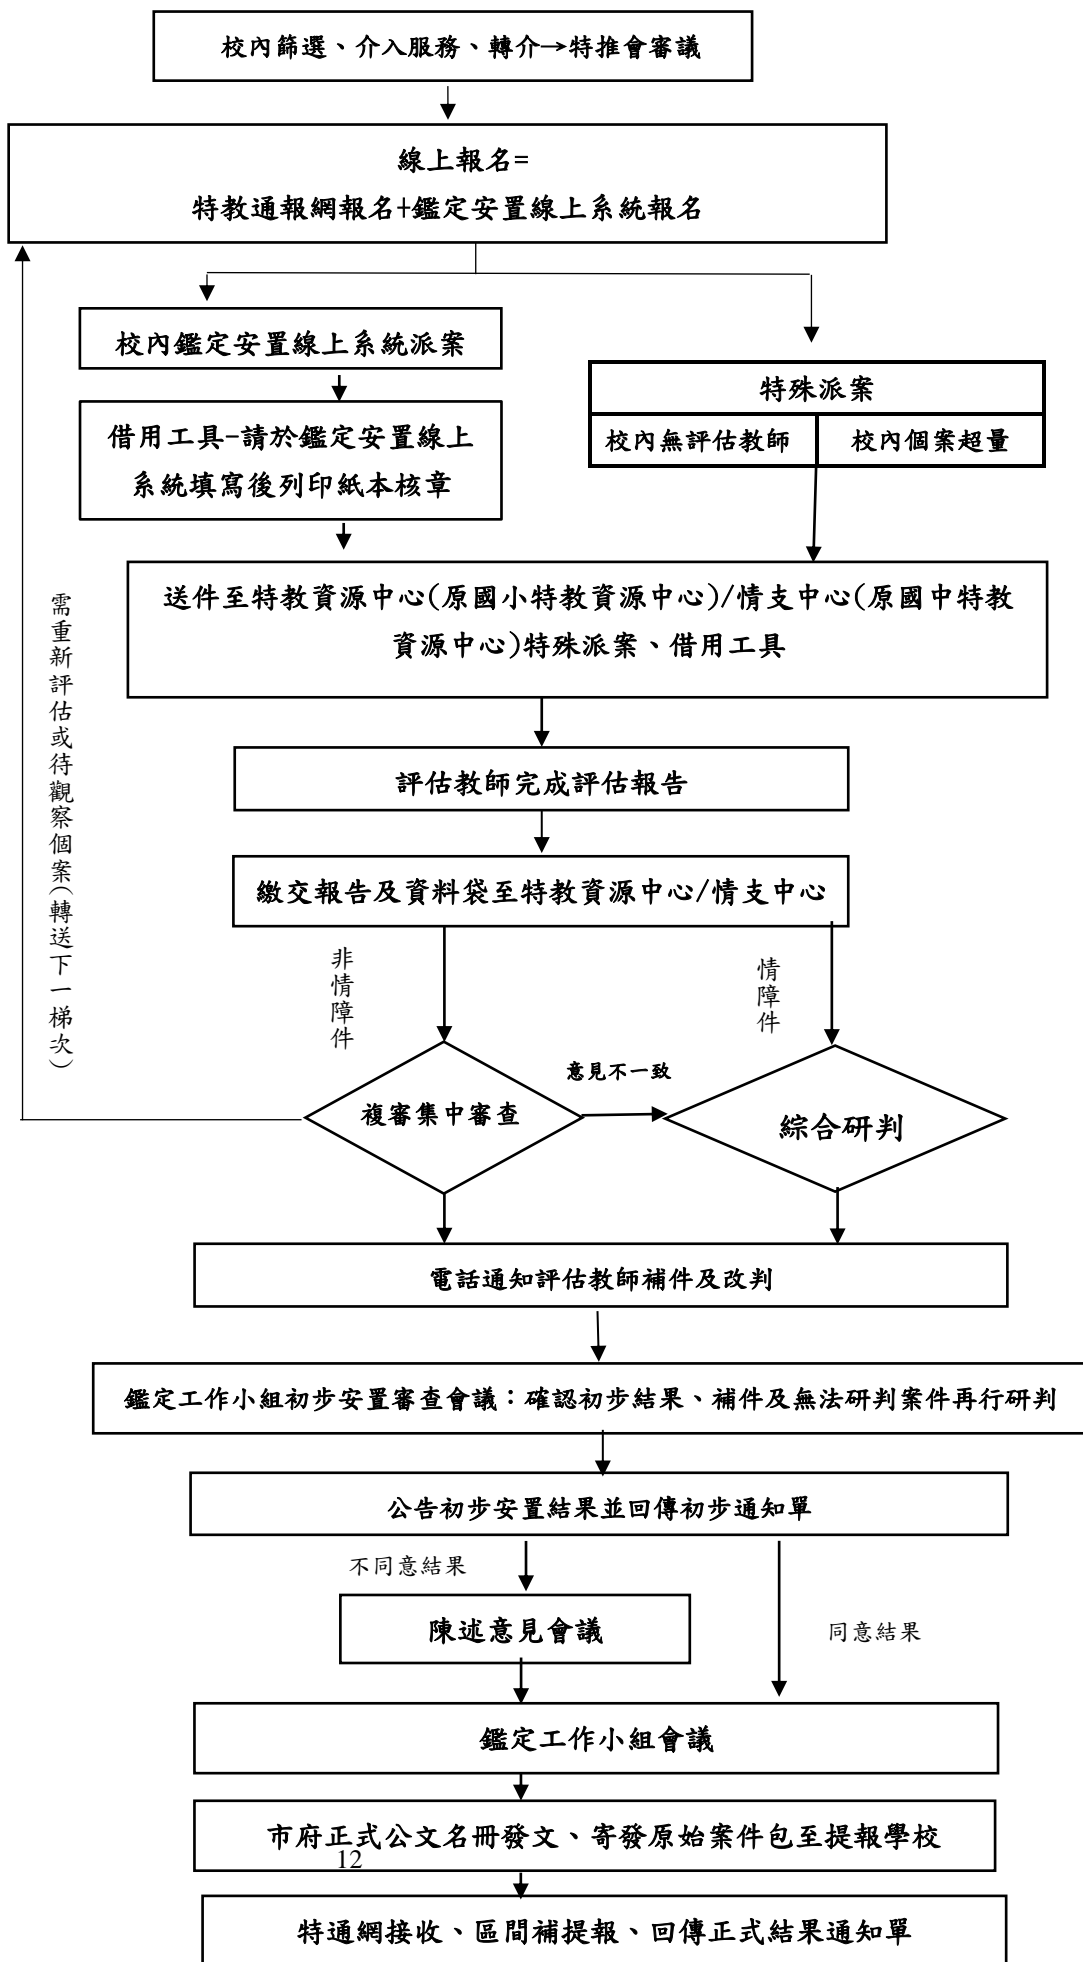 校內篩選、介入服務、轉介→特推會審議
線上報名=
特教通報網報名+鑑定安置線上系統報名
校內鑑定安置線上系統派案
特殊派案
校內無評估教師
校內個案超量
借用工具-請於鑑定安置線上
系統填寫後列印紙本核章
送件至特教資源中心(原國小特教資源中心)/情支中心(原國中特教
資源中心)特殊派案、借用工具
需重新評估或待觀察個案(轉送下一梯次)
評估教師完成評估報告
繳交報告及資料袋至特教資源中心/情支中心
非情障件
情障件
複審集中審查
意見不一致
綜合研判
電話通知評估教師補件及改判
鑑定工作小組初步安置審查會議：確認初步結果、補件及無法研判案件再行研判
公告初步安置結果並回傳初步通知單
不同意結果
陳述意見會議
同意結果
鑑定工作小組會議
市府正式公文名冊發文、寄發原始案件包至提報學校
12
特通網接收、區間補提報、回傳正式結果通知單